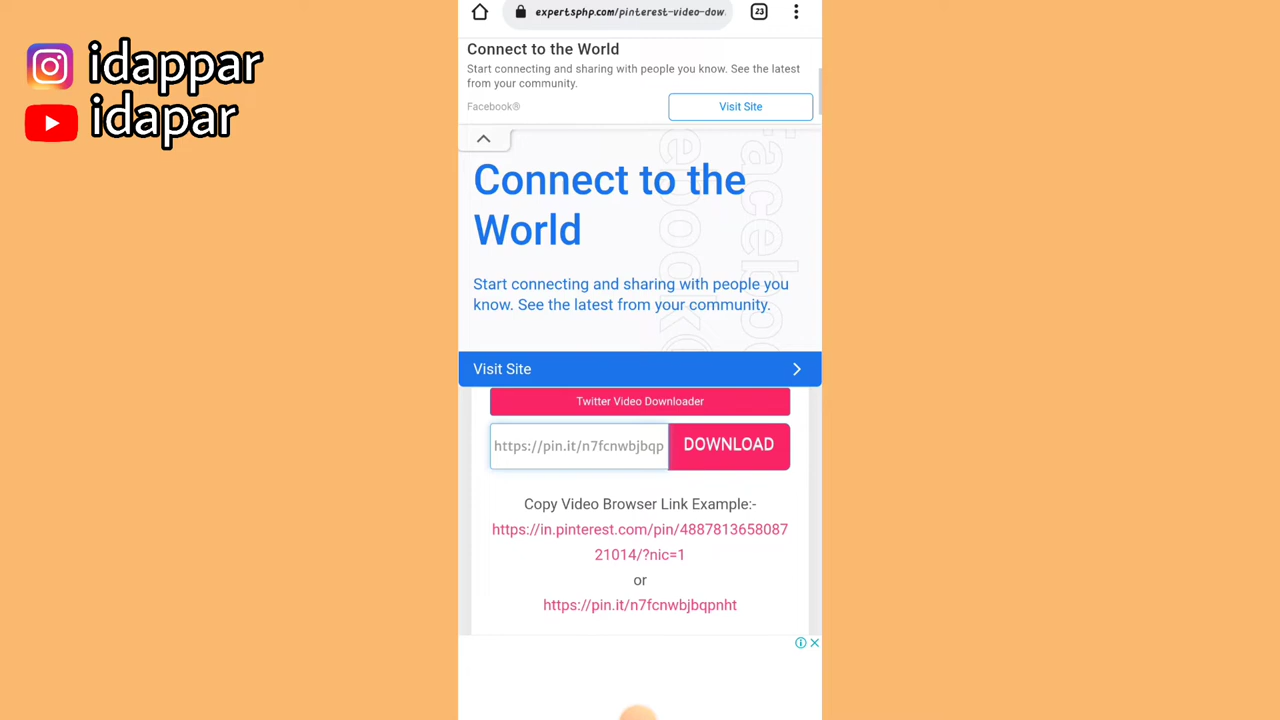 idappar
idapar
expertsphp.com/pinterest-video-dow
23
Connect to the World
Start connecting and sharing with people you know. See the latest
from your community.
Facebook®
Visit Site
facebo
ebook
Connect to the
World
Start connecting and sharing with people you
know. See the latest from your community.
Visit Site
Twitter Video Downloader
https://pin.it/n7fcnwbjbqp
DOWNLOAD
Copy Video Browser Link Example:-
https://in.pinterest.com/pin/4887813658087
21014/?nic=1
or
https://pin.it/n7fcnwbjbqpnht